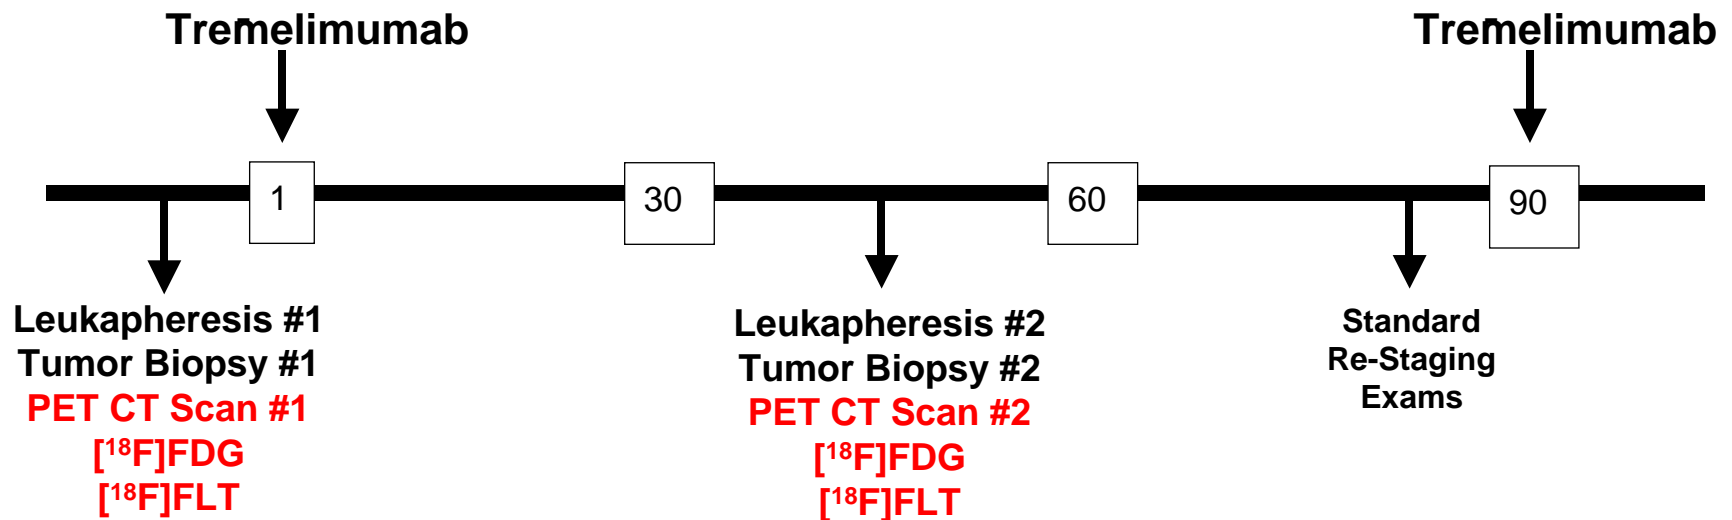 Tremelimumab
Tremelimumab
1
30
60
90
Leukapheresis #1
Tumor Biopsy #1
PET CT Scan #1
[¹⁸F]FDG
[¹⁸F]FLT
Leukapheresis #2
Tumor Biopsy #2
PET CT Scan #2
[¹⁸F]FDG
[¹⁸F]FLT
Standard
Re-Staging
Exams